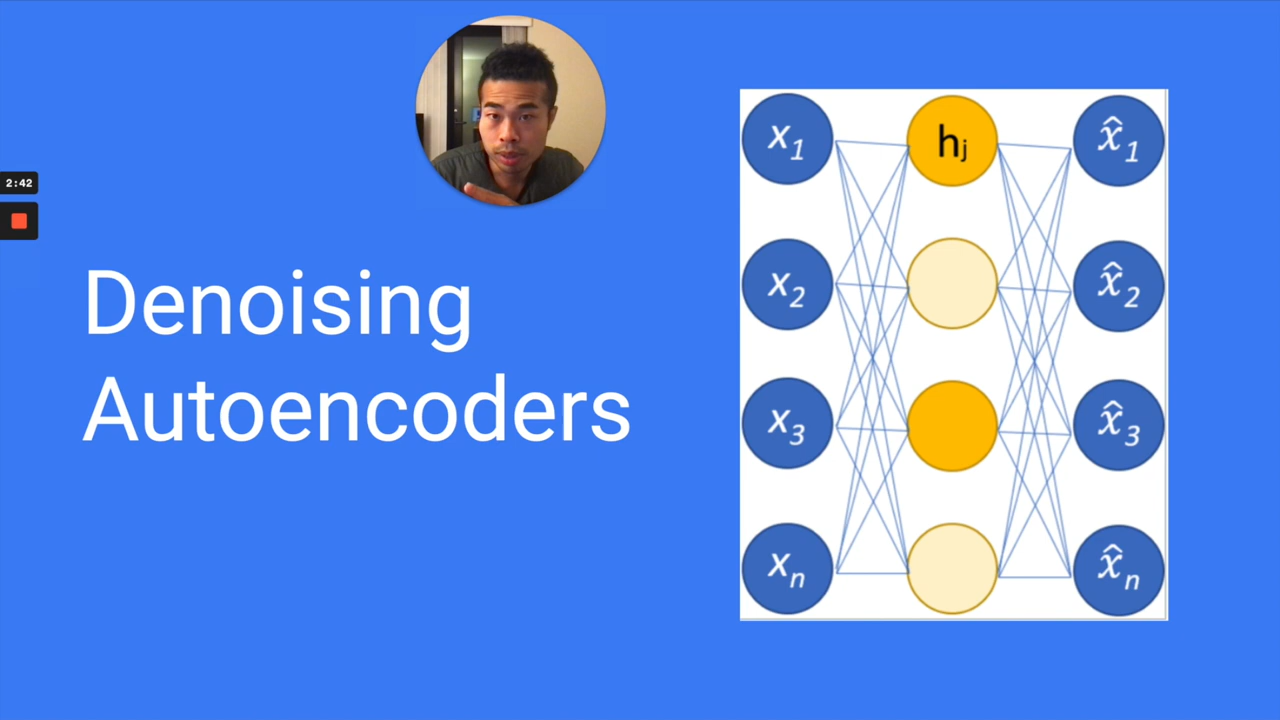 2:42
Denoising
Autoencoders
x1 hj x̂1
x2 x̂2
x3 x̂3
xn x̂n